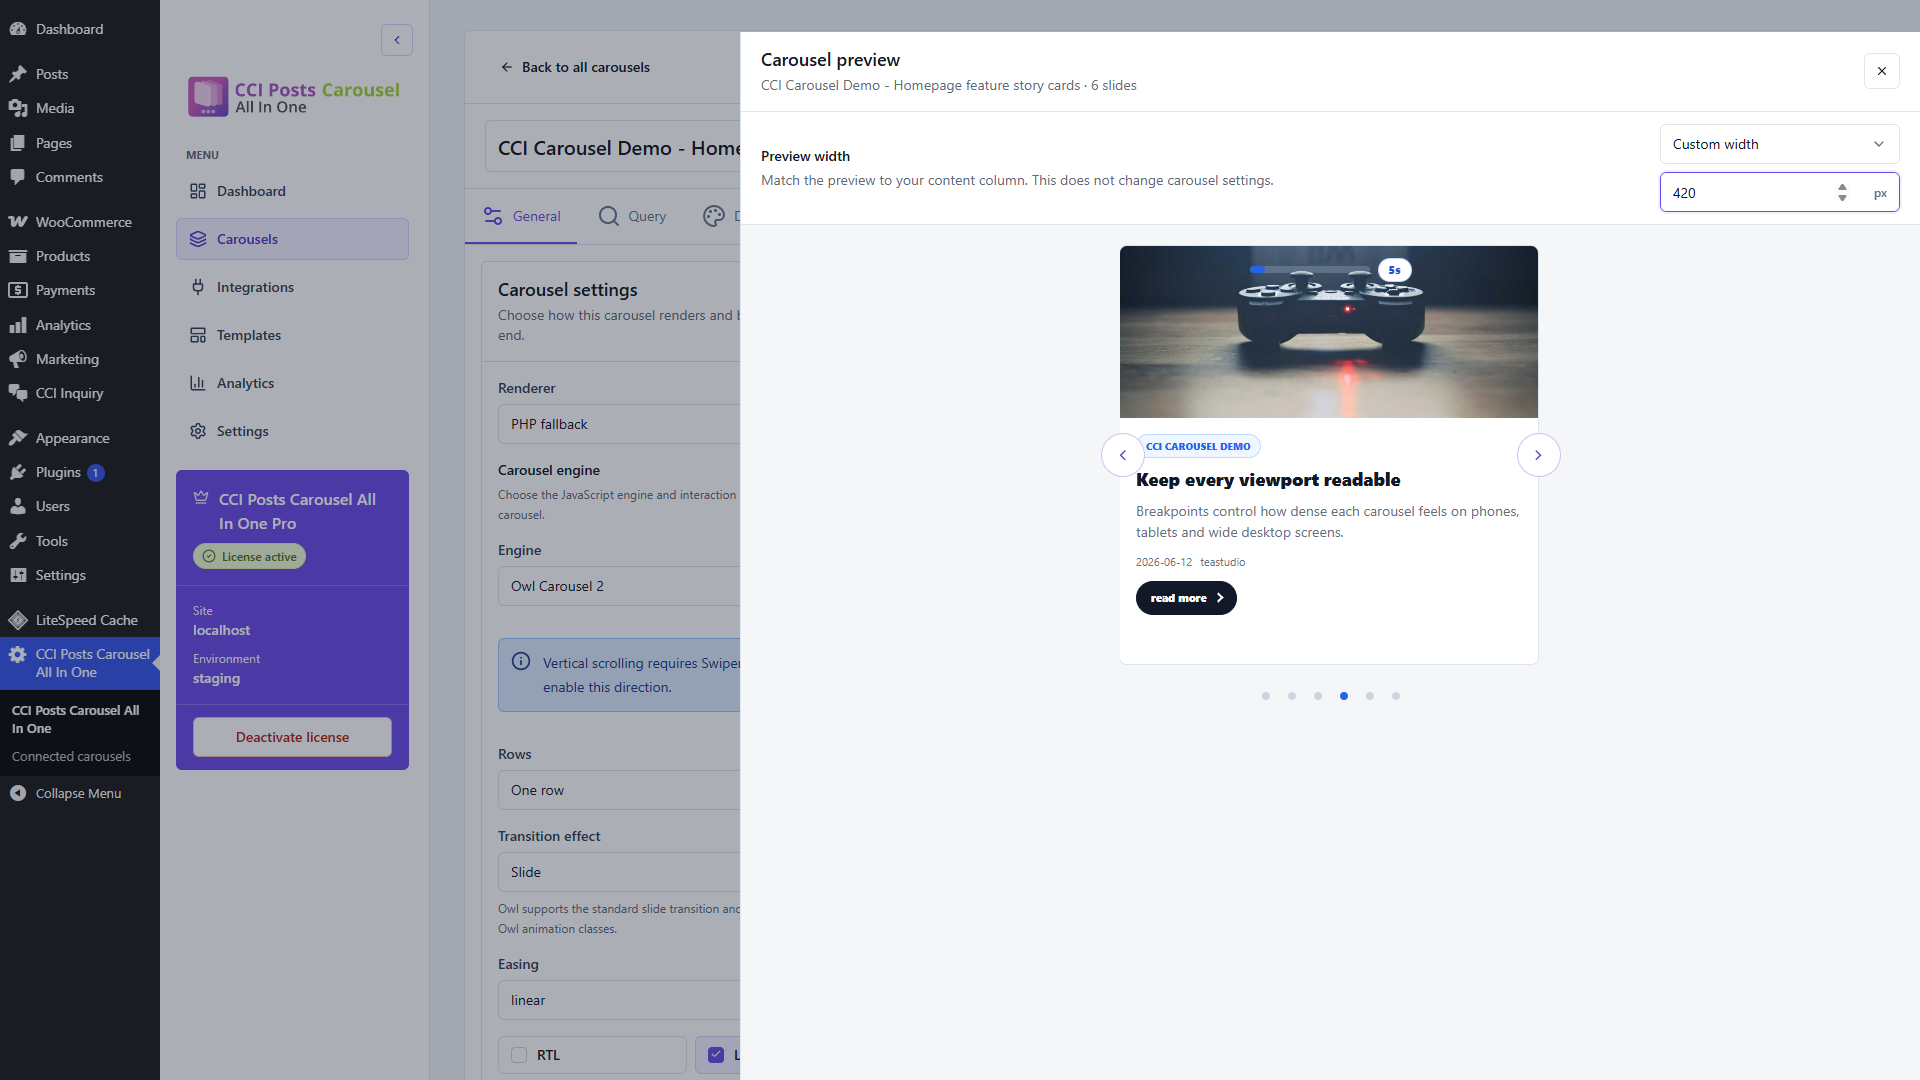 Dashboard
Posts
Media
Pages
Comments
WooCommerce
Products
Payments
Analytics
Marketing
CCI Inquiry
Appearance
Plugins 1
Users
Tools
Settings
LiteSpeed Cache
CCI Posts Carousel
All In One
CCI Posts Carousel All
In One
Connected carousels
Collapse Menu
CCI Posts Carousel
All In One
MENU
Dashboard
Carousels
Integrations
Templates
Analytics
Settings
CCI Posts Carousel All
In One Pro
License active
Site
localhost
Environment
staging
Deactivate license
Back to all carousels
CCI Carousel Demo - Home
General
Query
Carousel settings
Choose how this carousel renders and b
end.
Renderer
PHP fallback
Carousel engine
Choose the JavaScript engine and interaction
carousel.
Engine
Owl Carousel 2
Vertical scrolling requires Swiper
enable this direction.
Rows
One row
Transition effect
Slide
Owl supports the standard slide transition and
Owl animation classes.
Easing
linear
RTL
L
Carousel preview
CCI Carousel Demo - Homepage feature story cards · 6 slides
Preview width
Match the preview to your content column. This does not change carousel settings.
Custom width
420
px
5s
CCI CAROUSEL DEMO
Keep every viewport readable
Breakpoints control how dense each carousel feels on phones,
tablets and wide desktop screens.
2026-06-12 teastudio
read more